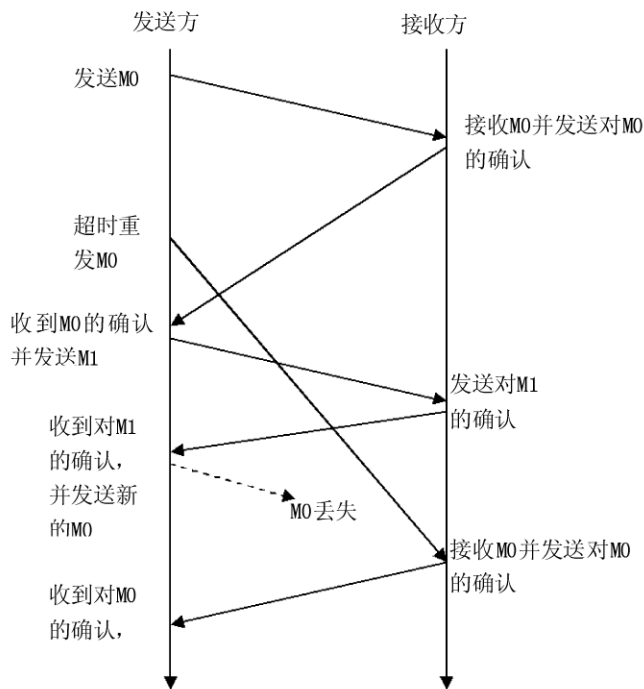 发送方
接收方
发送M0
接收M0并发送对M0
的确认
超时重
发M0
收到M0的确认
并发送M1
发送对M1
的确认
收到对M1
的确认，
并发送新
的M0
M0丢失
接收M0并发送对M0
的确认
收到对M0
的确认，